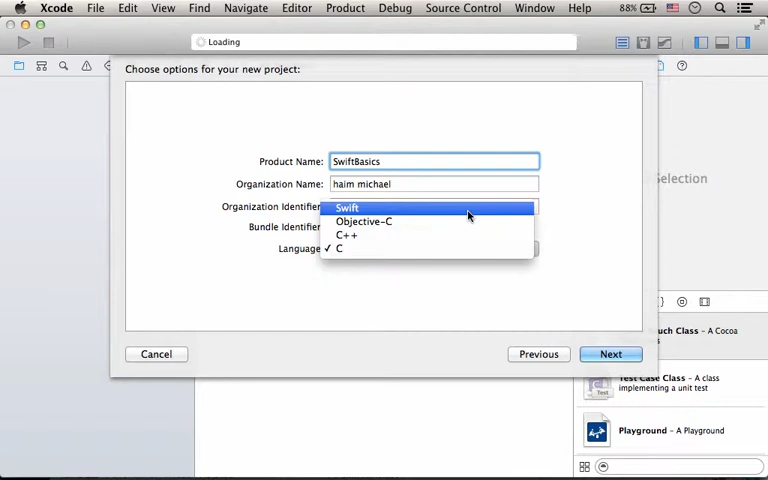 Xcode File Edit View Find Navigate Editor Product Debug Source Control Window Help 88%
Loading
Choose options for your new project:
Product Name: SwiftBasics
Organization Name: haim michael
Organization Identifier
Swift
Objective-C
Bundle Identifier
C++
Language ✓ C
Selection
Cancel Previous Next
uch Class – A Cocoa
Test Case Class – A class
implementing a unit test
Test
Playground – A Playground